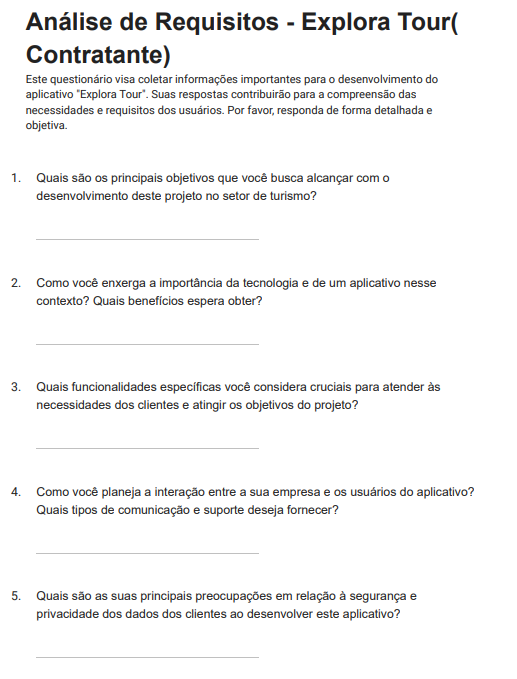 Análise de Requisitos - Explora Tour(
Contratante)
Este questionário visa coletar informações importantes para o desenvolvimento do
aplicativo "Explora Tour". Suas respostas contribuirão para a compreensão das
necessidades e requisitos dos usuários. Por favor, responda de forma detalhada e
objetiva.
1. Quais são os principais objetivos que você busca alcançar com o
desenvolvimento deste projeto no setor de turismo?
2. Como você enxerga a importância da tecnologia e de um aplicativo nesse
contexto? Quais benefícios espera obter?
3. Quais funcionalidades específicas você considera cruciais para atender às
necessidades dos clientes e atingir os objetivos do projeto?
4. Como você planeja a interação entre a sua empresa e os usuários do aplicativo?
Quais tipos de comunicação e suporte deseja fornecer?
5. Quais são as suas principais preocupações em relação à segurança e
privacidade dos dados dos clientes ao desenvolver este aplicativo?